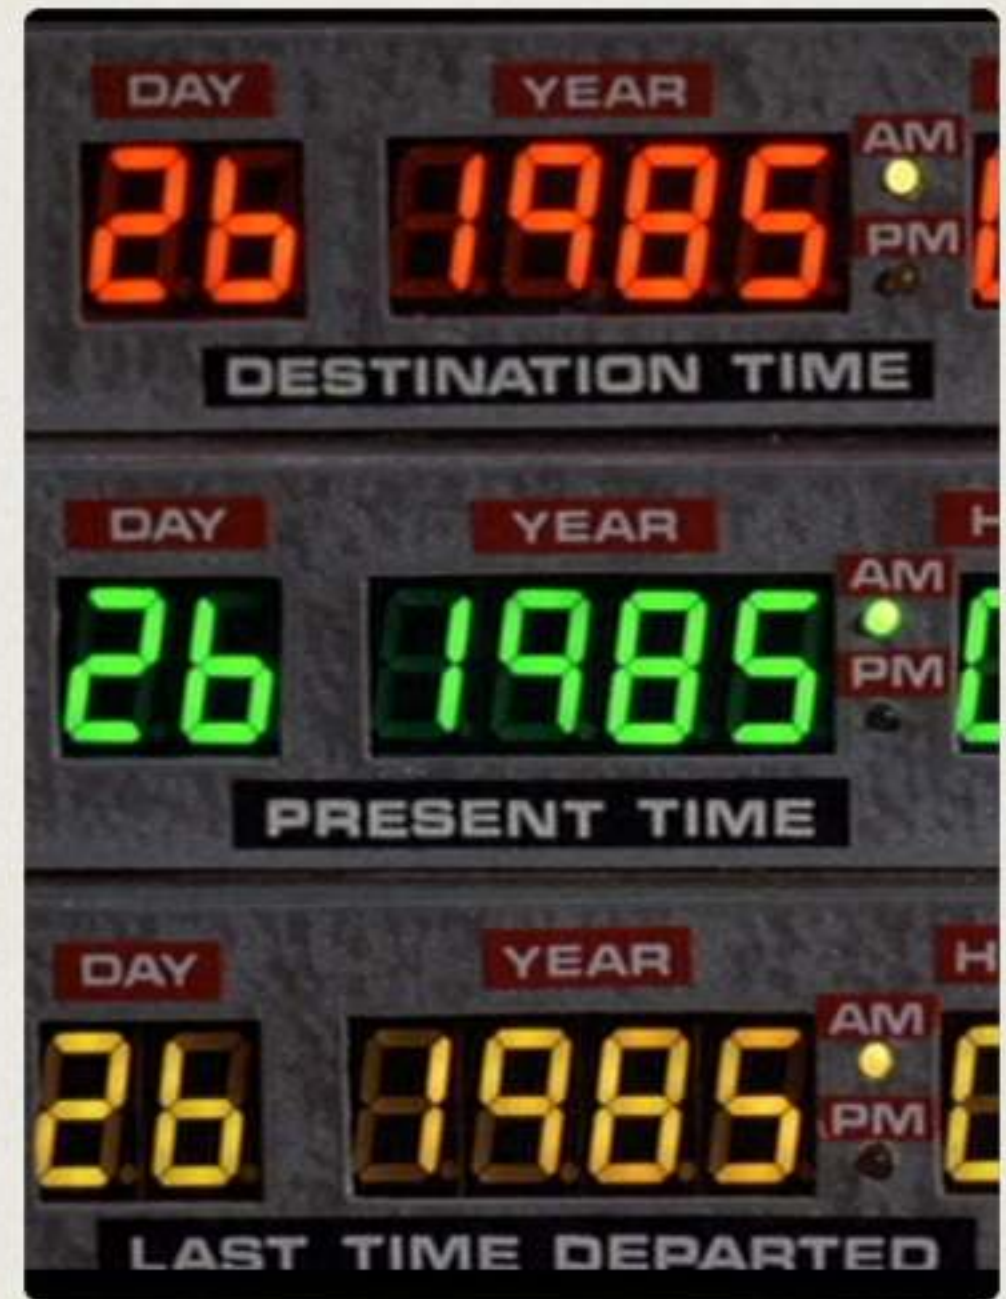 DAY YEAR
26 1985 AM
PM
DESTINATION TIME
DAY YEAR H
26 1985 AM
PM
PRESENT TIME
DAY YEAR H
26 1985 AM
PM
LAST TIME DEPARTED